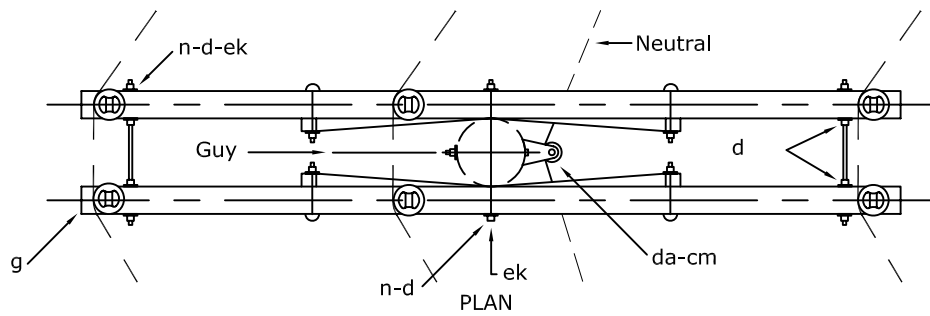 n-d-ek
Neutral
Guy
d
g
da-cm
n-d
ek
PLAN